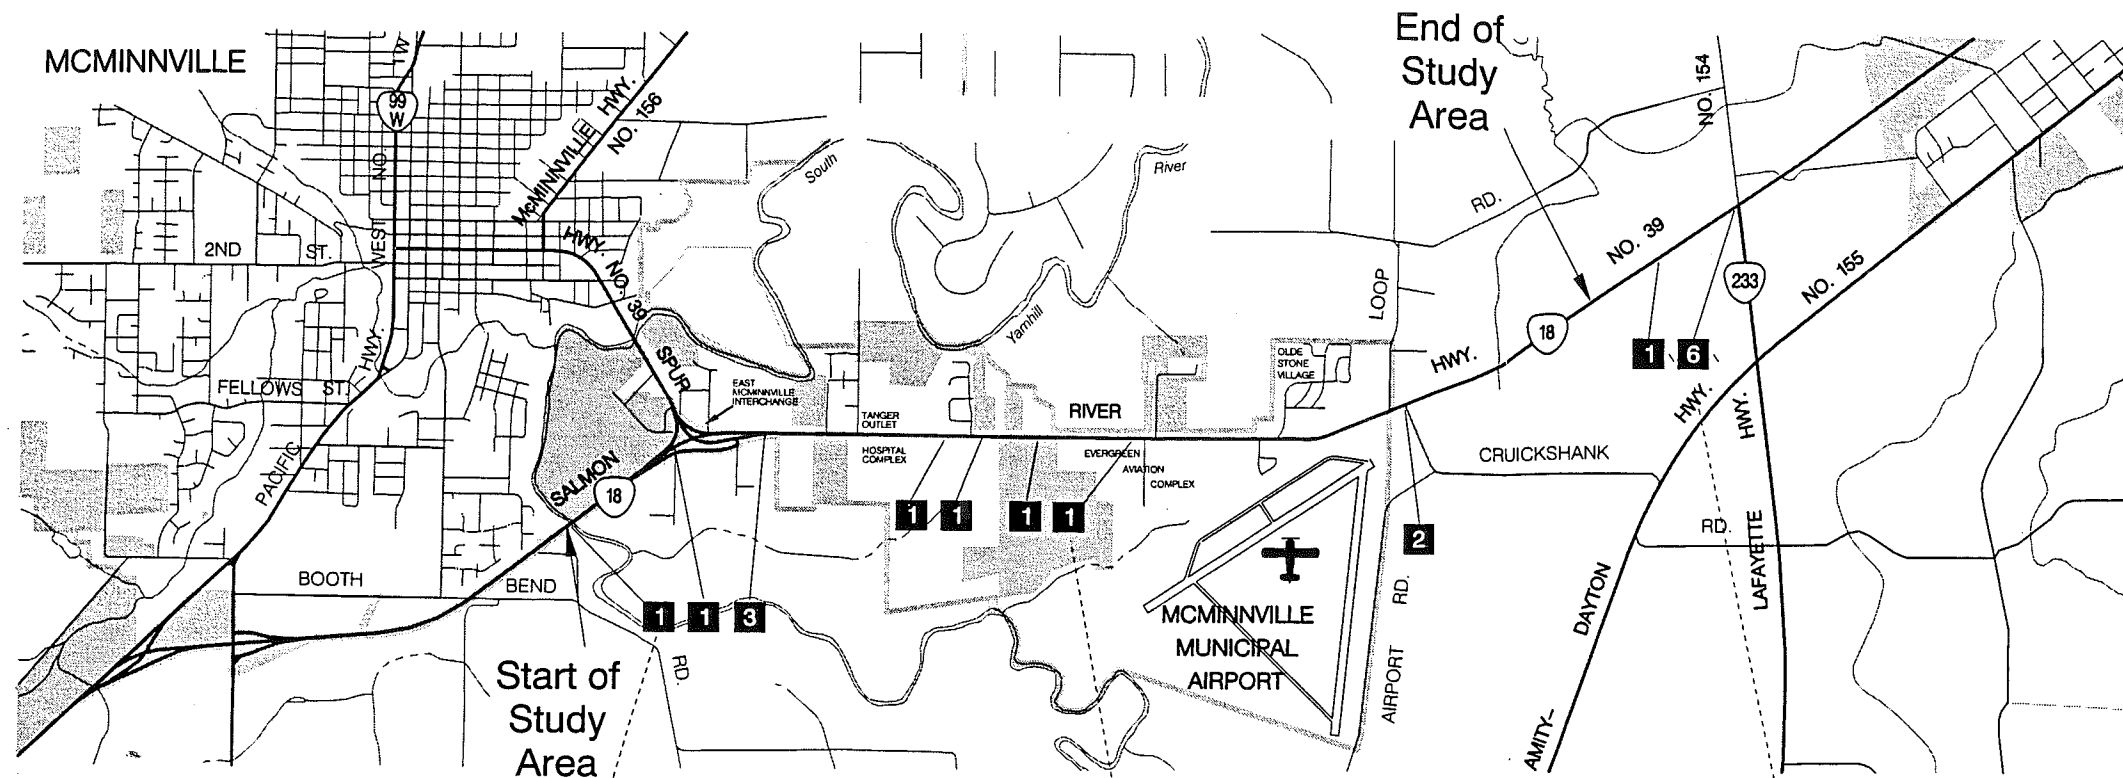 MCMINNVILLE
W
99
W
NO.
WEST
HWY.
PACIFIC
McMINNVILLE HWY.
NO. 156
2ND ST.
FELLOWS ST.
HWY. NO. 39
SPUR
South
Yamhill
River
EAST
MCMINNVILLE
INTERCHANGE
TANGER
OUTLET
HOSPITAL
COMPLEX
RIVER
EVERGREEN
AVIATION
COMPLEX
OLDE
STONE
VILLAGE
SALMON
18
BOOTH BEND RD.
1 1 3
1 1 1 1
2
1 6
Start of
Study
Area
End of
Study
Area
MCMINNVILLE
MUNICIPAL
AIRPORT
AIRPORT RD.
LOOP
RD.
HWY.
18
NO. 39
NO. 154
233
NO. 155
HWY.
HWY.
CRUICKSHANK
RD.
LAFAYETTE
DAYTON
AMITY–